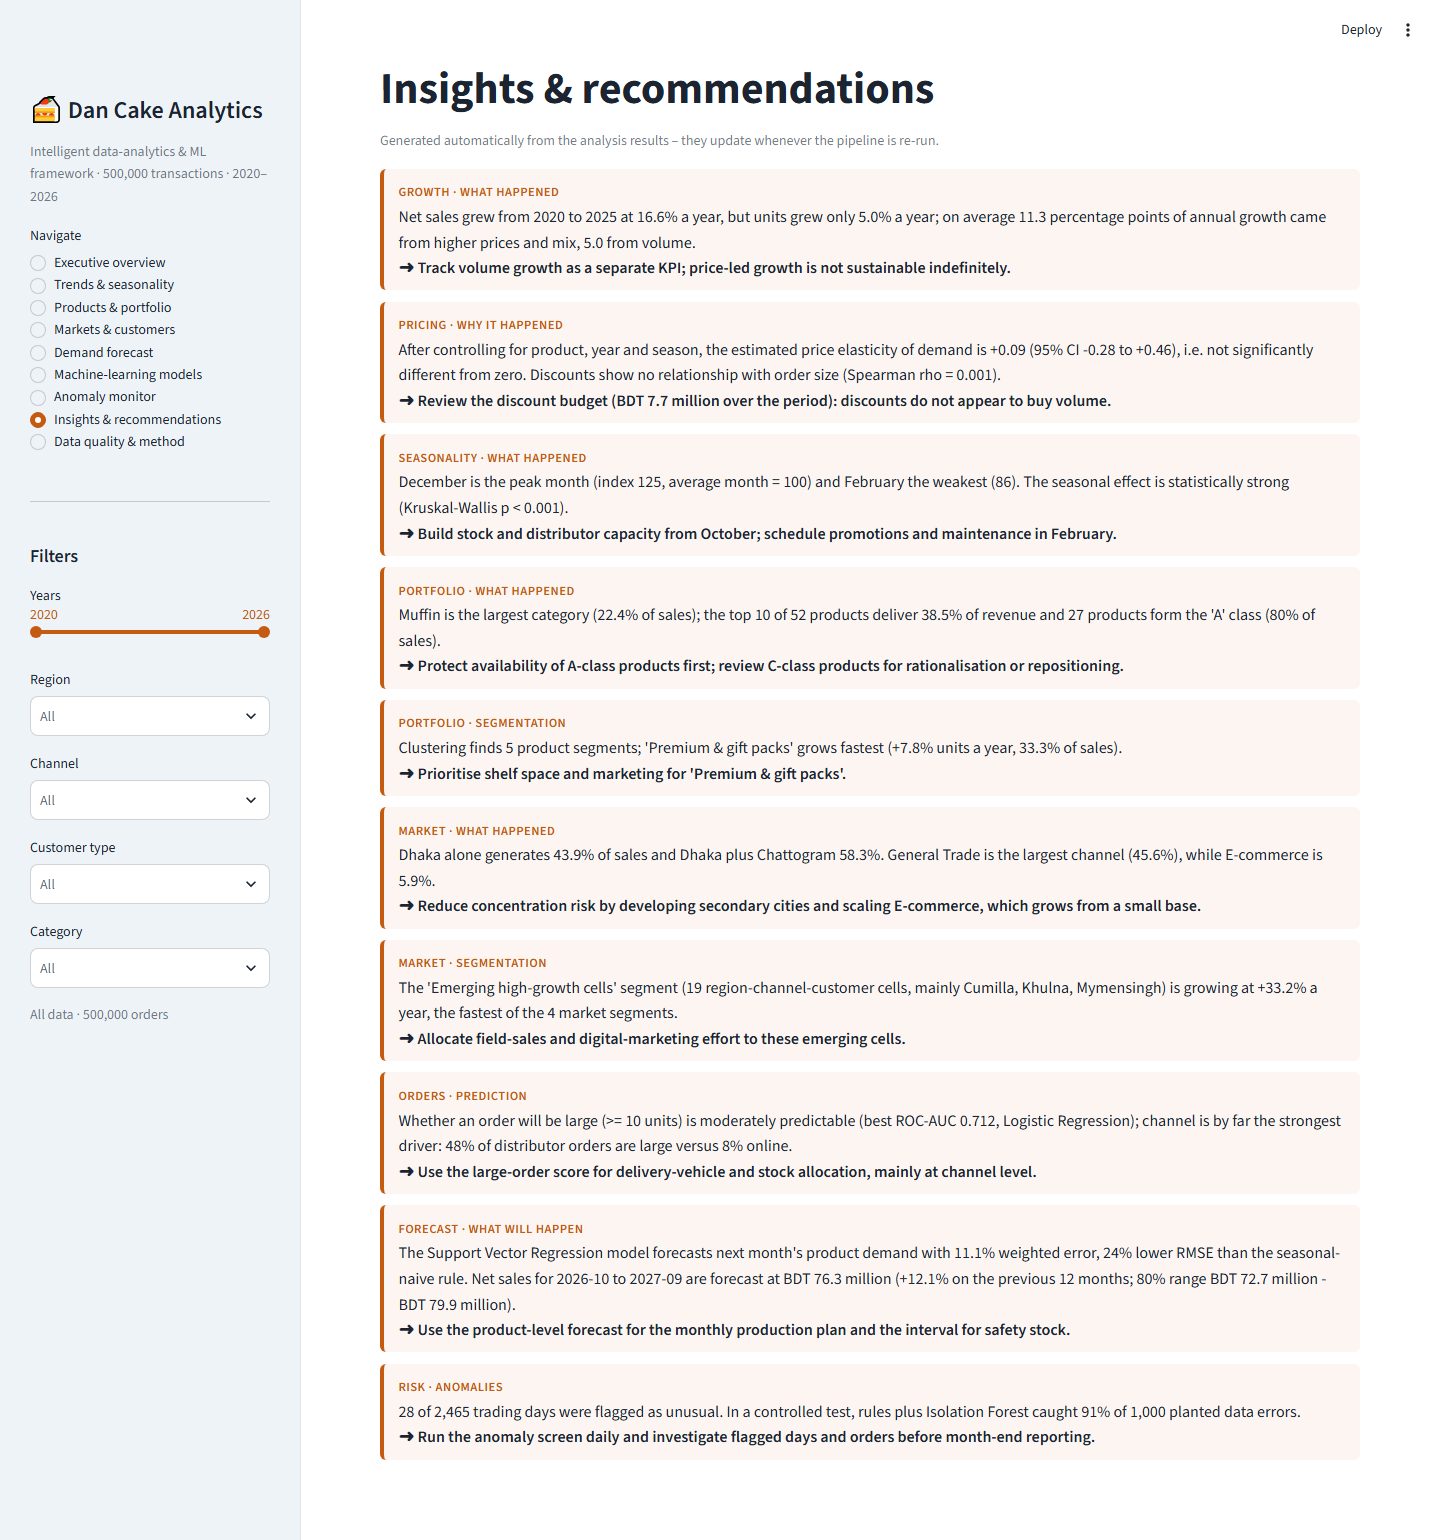 Deploy
Dan Cake Analytics
Intelligent data-analytics & ML
framework · 500,000 transactions · 2020–
2026
Navigate
Executive overview
Trends & seasonality
Products & portfolio
Markets & customers
Demand forecast
Machine-learning models
Anomaly monitor
Insights & recommendations
Data quality & method
Filters
Years
2020 2026
Region
All
Channel
All
Customer type
All
Category
All
All data · 500,000 orders
Insights & recommendations
Generated automatically from the analysis results – they update whenever the pipeline is re-run.
GROWTH · WHAT HAPPENED
Net sales grew from 2020 to 2025 at 16.6% a year, but units grew only 5.0% a year; on average 11.3 percentage points of annual growth came
from higher prices and mix, 5.0 from volume.
➜ Track volume growth as a separate KPI; price-led growth is not sustainable indefinitely.
PRICING · WHY IT HAPPENED
After controlling for product, year and season, the estimated price elasticity of demand is +0.09 (95% CI -0.28 to +0.46), i.e. not significantly
different from zero. Discounts show no relationship with order size (Spearman rho = 0.001).
➜ Review the discount budget (BDT 7.7 million over the period): discounts do not appear to buy volume.
SEASONALITY · WHAT HAPPENED
December is the peak month (index 125, average month = 100) and February the weakest (86). The seasonal effect is statistically strong
(Kruskal-Wallis p < 0.001).
➜ Build stock and distributor capacity from October; schedule promotions and maintenance in February.
PORTFOLIO · WHAT HAPPENED
Muffin is the largest category (22.4% of sales); the top 10 of 52 products deliver 38.5% of revenue and 27 products form the 'A' class (80% of
sales).
➜ Protect availability of A-class products first; review C-class products for rationalisation or repositioning.
PORTFOLIO · SEGMENTATION
Clustering finds 5 product segments; 'Premium & gift packs' grows fastest (+7.8% units a year, 33.3% of sales).
➜ Prioritise shelf space and marketing for 'Premium & gift packs'.
MARKET · WHAT HAPPENED
Dhaka alone generates 43.9% of sales and Dhaka plus Chattogram 58.3%. General Trade is the largest channel (45.6%), while E-commerce is
5.9%.
➜ Reduce concentration risk by developing secondary cities and scaling E-commerce, which grows from a small base.
MARKET · SEGMENTATION
The 'Emerging high-growth cells' segment (19 region-channel-customer cells, mainly Cumilla, Khulna, Mymensingh) is growing at +33.2% a
year, the fastest of the 4 market segments.
➜ Allocate field-sales and digital-marketing effort to these emerging cells.
ORDERS · PREDICTION
Whether an order will be large (>= 10 units) is moderately predictable (best ROC-AUC 0.712, Logistic Regression); channel is by far the strongest
driver: 48% of distributor orders are large versus 8% online.
➜ Use the large-order score for delivery-vehicle and stock allocation, mainly at channel level.
FORECAST · WHAT WILL HAPPEN
The Support Vector Regression model forecasts next month's product demand with 11.1% weighted error, 24% lower RMSE than the seasonal-
naive rule. Net sales for 2026-10 to 2027-09 are forecast at BDT 76.3 million (+12.1% on the previous 12 months; 80% range BDT 72.7 million -
BDT 79.9 million).
➜ Use the product-level forecast for the monthly production plan and the interval for safety stock.
RISK · ANOMALIES
28 of 2,465 trading days were flagged as unusual. In a controlled test, rules plus Isolation Forest caught 91% of 1,000 planted data errors.
➜ Run the anomaly screen daily and investigate flagged days and orders before month-end reporting.